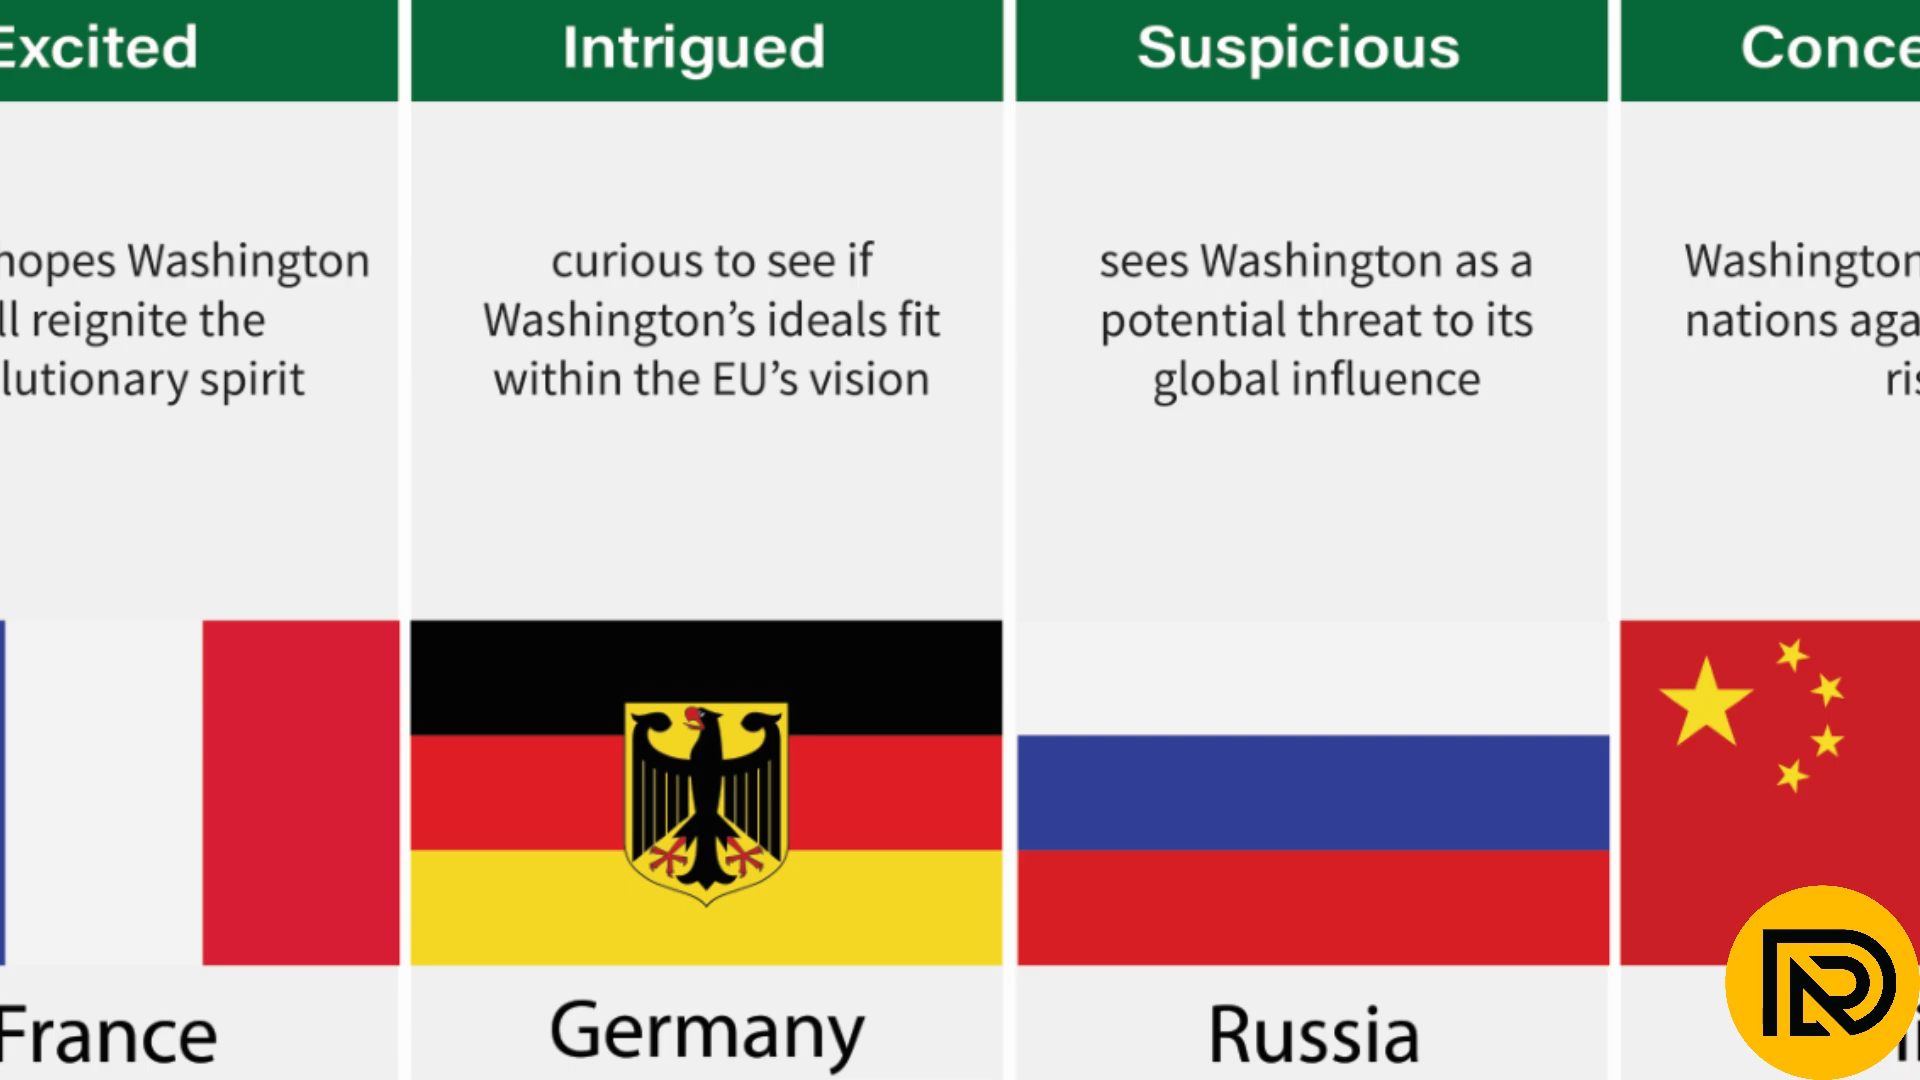 Excited
hopes Washington
ll reignite the
lutionary spirit
France
Intrigued
curious to see if
Washington’s ideals fit
within the EU’s vision
Germany
Suspicious
sees Washington as a
potential threat to its
global influence
Russia
Conce
Washington
nations aga
ris